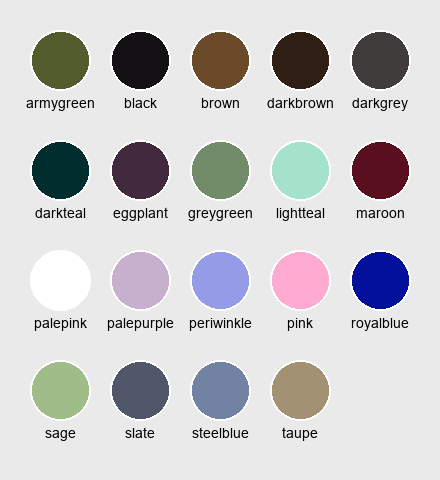 armygreen black brown darkbrown darkgrey
darkteal eggplant greygreen lightteal maroon
palepink palepurple periwinkle pink royalblue
sage slate steelblue taupe